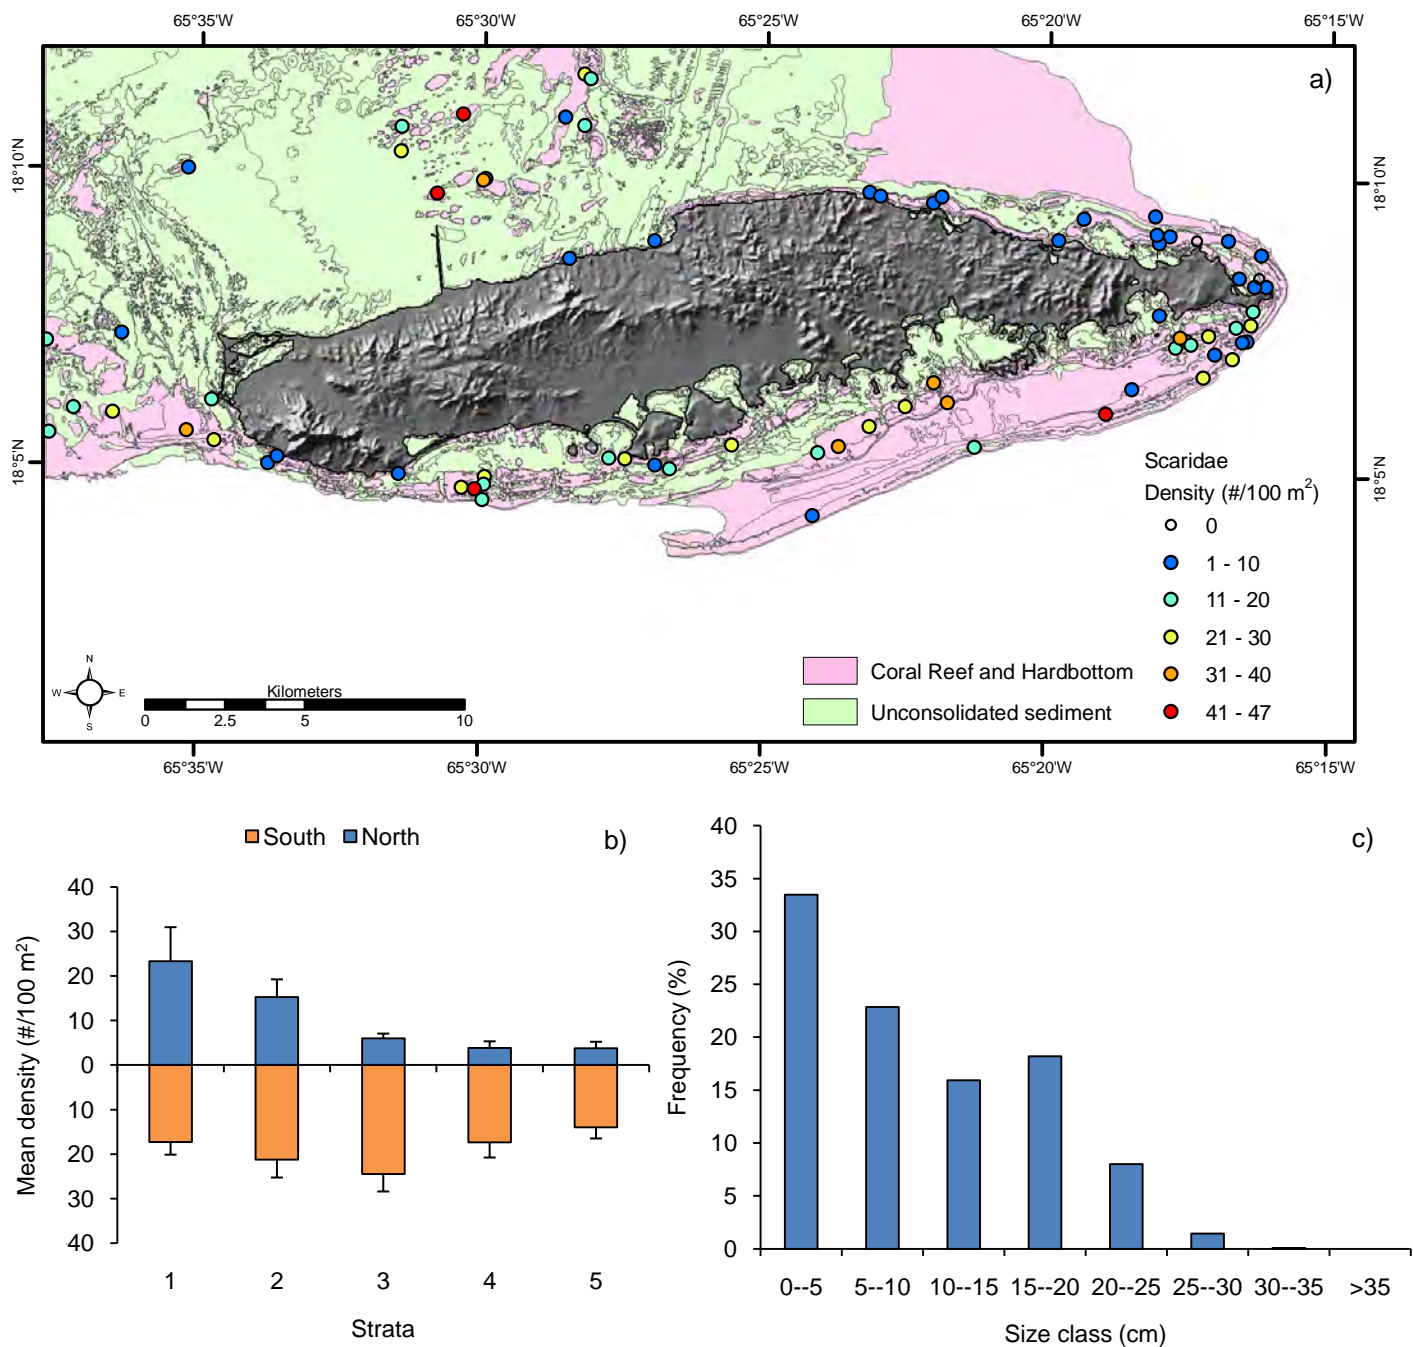 65°35'W 65°30'W 65°25'W 65°20'W 65°15'W
a)
18°10'N
18°10'N
18°5'N
18°5'N
Scaridae
Density (#/100 m²)
0
1 - 10
11 - 20
21 - 30
31 - 40
41 - 47
Coral Reef and Hardbottom
Unconsolidated sediment
N
W E
S
Kilometers
0 2.5 5 10
65°35'W 65°30'W 65°25'W 65°20'W 65°15'W
South North
b)
Mean density (#/100 m²)
40
30
20
10
0
10
20
30
40
1 2 3 4 5
Strata
c)
Frequency (%)
40
35
30
25
20
15
10
5
0
0--5 5--10 10--15 15--20 20--25 25--30 30--35 >35
Size class (cm)